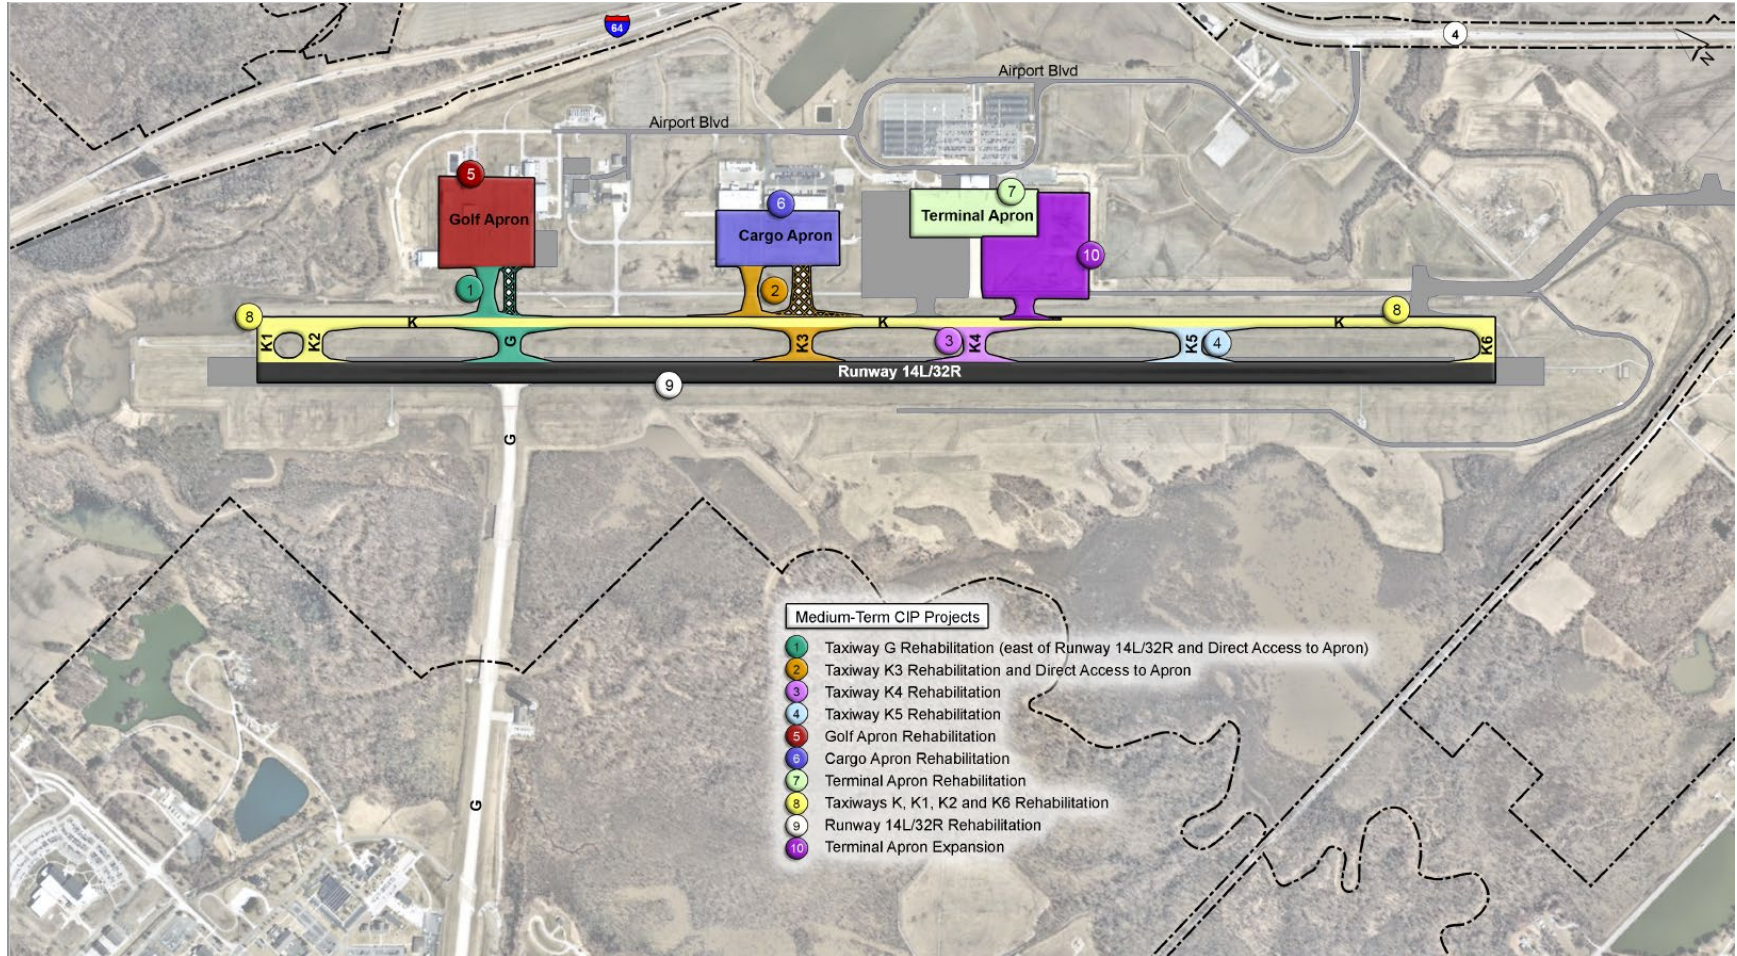 64
4
N
Airport Blvd
Airport Blvd
5
6
7
Golf Apron
Terminal Apron
Cargo Apron
10
1
2
8
8
K
K
K
K1
K2
G
K3
3
K4
K5
4
K6
Runway 14L/32R
9
G
Medium-Term CIP Projects
1 Taxiway G Rehabilitation (east of Runway 14L/32R and Direct Access to Apron)
2 Taxiway K3 Rehabilitation and Direct Access to Apron
3 Taxiway K4 Rehabilitation
4 Taxiway K5 Rehabilitation
5 Golf Apron Rehabilitation
6 Cargo Apron Rehabilitation
7 Terminal Apron Rehabilitation
8 Taxiways K, K1, K2 and K6 Rehabilitation
9 Runway 14L/32R Rehabilitation
10 Terminal Apron Expansion
G